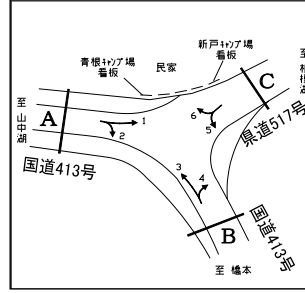 青根ｷｬﾝﾌﾟ場
看板
民家
新戸ｷｬﾝﾌﾟ場
看板
至
山中湖
A
1
2
国道413号
6
5
C
県道517号
3
4
B
国道413号
至 橋本
至